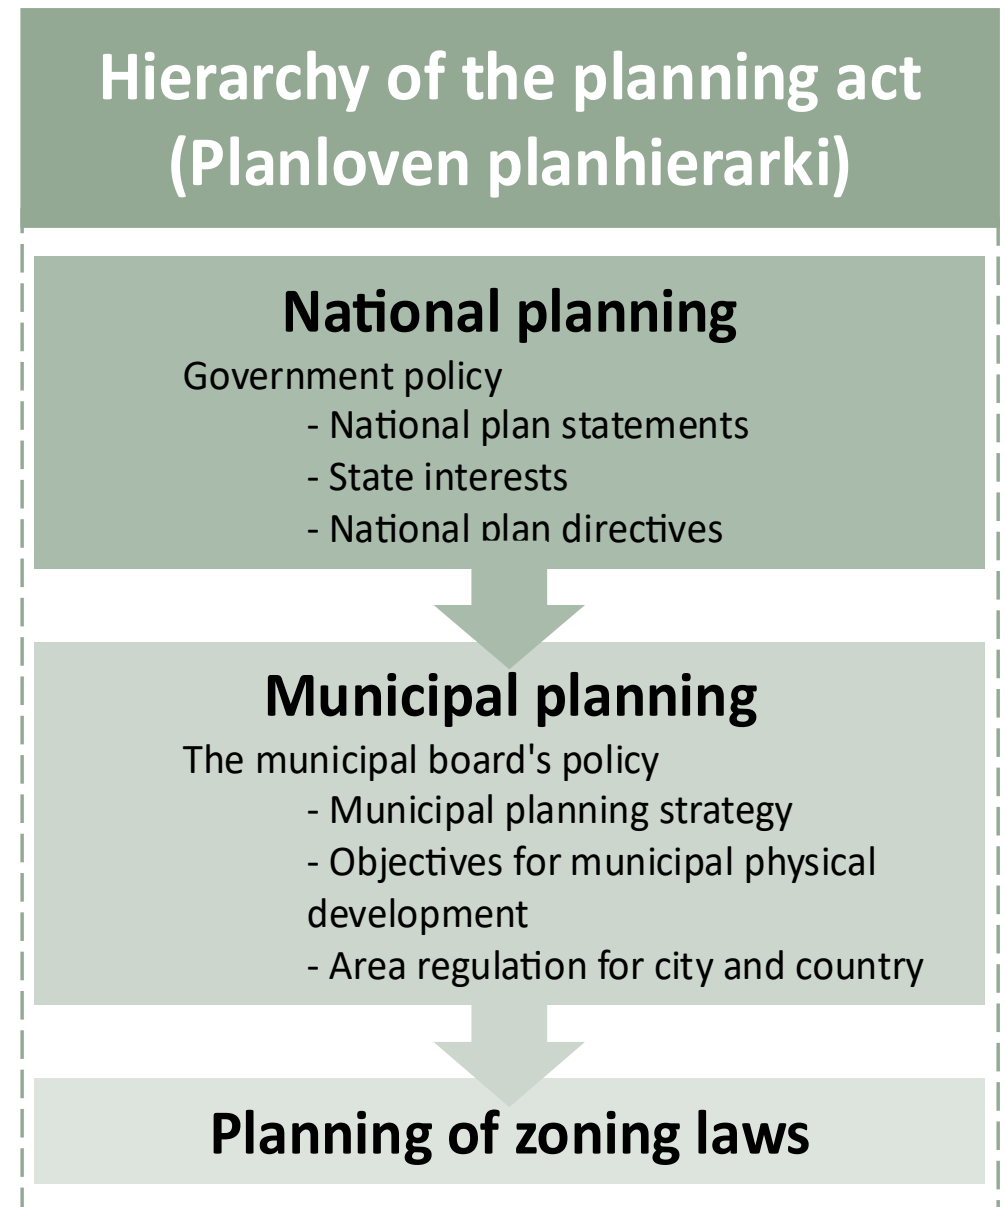 Hierarchy of the planning act
(Planloven planhierarki)
National planning
Government policy
- National plan statements
- State interests
- National plan directives
Municipal planning
The municipal board's policy
- Municipal planning strategy
- Objectives for municipal physical
development
- Area regulation for city and country
Planning of zoning laws